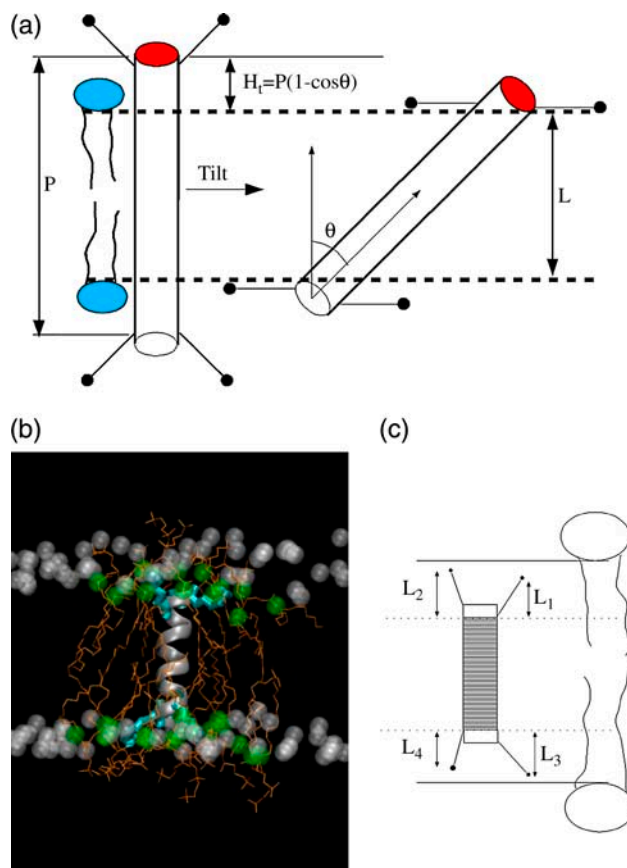 (a)
Hₜ=P(1-cosθ)
P
Tilt
L
θ
(b)
(c)
L₂
L₁
L₄
L₃